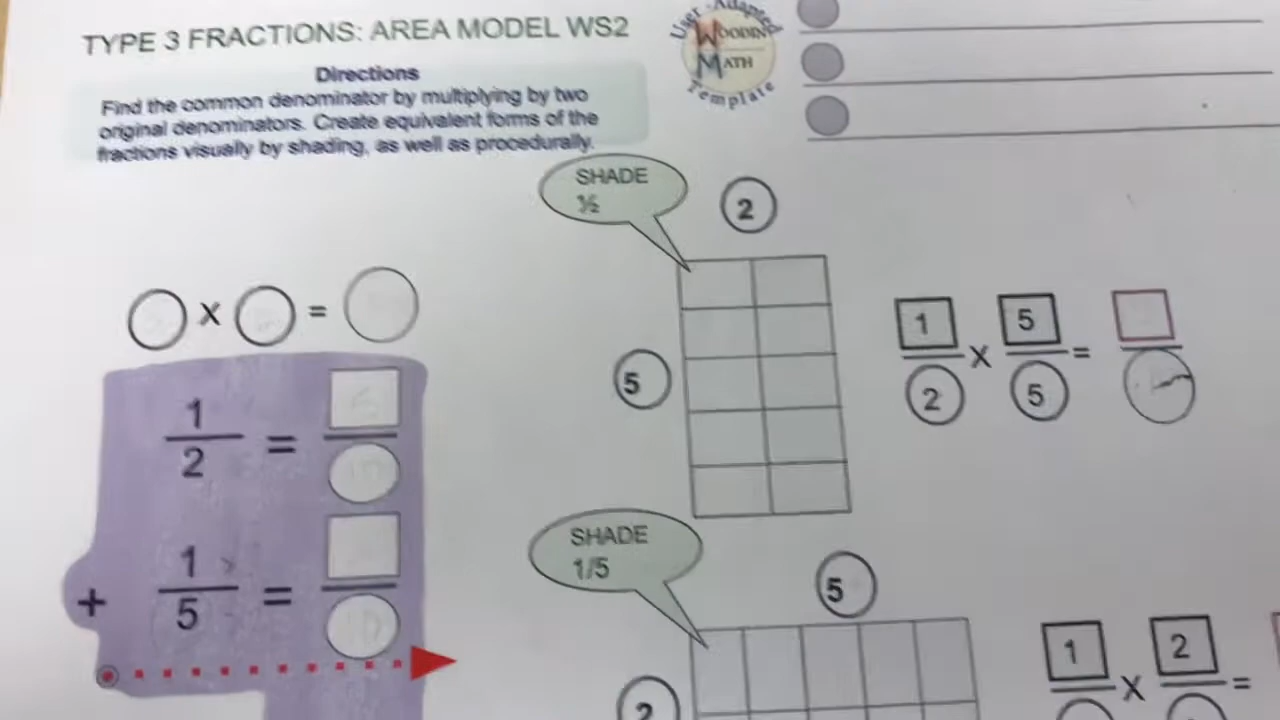 TYPE 3 FRACTIONS: AREA MODEL WS2
User-Adapted
WOODIN
MATH
Template
Directions
Find the common denominator by multiplying by two
original denominators. Create equivalent forms of the
fractions visually by shading, as well as procedurally.
SHADE
½
2
5
x =
1/2 =
+ 1/5 =
1/2 x 5/5 =
SHADE
1/5
5
2
1 x 2 =